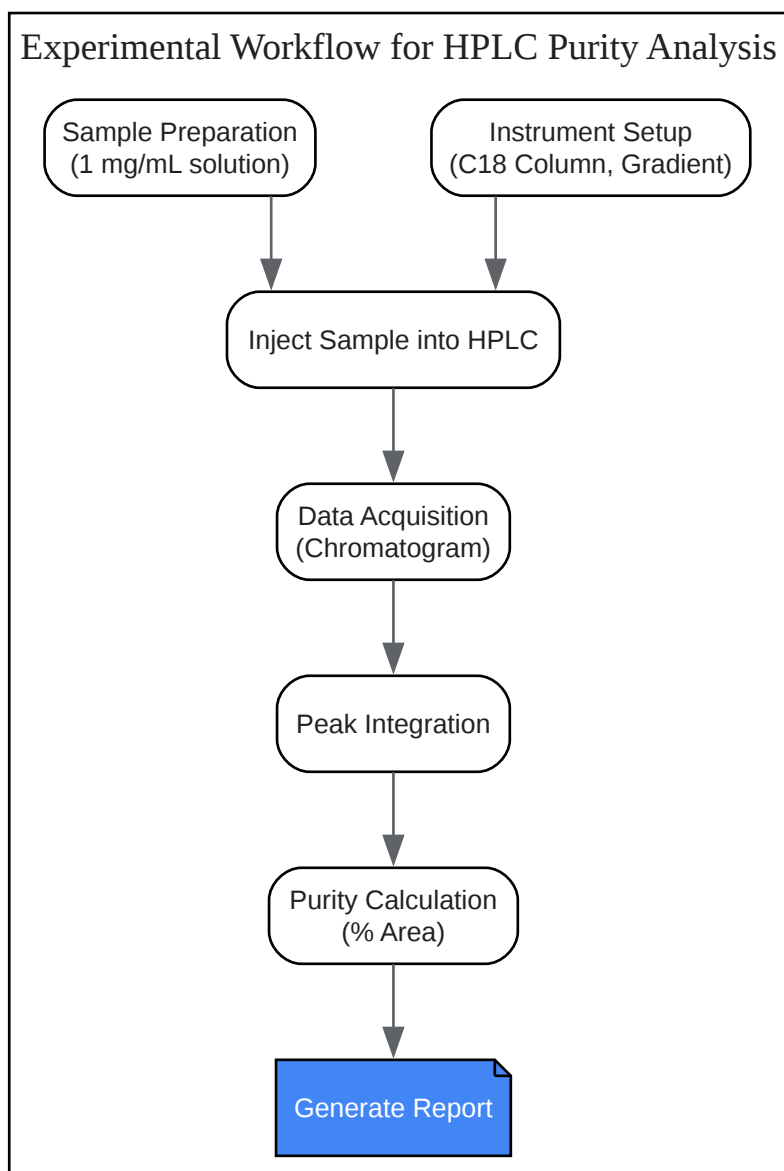 Experimental Workflow for HPLC Purity Analysis
Sample Preparation
(1 mg/mL solution)
Instrument Setup
(C18 Column, Gradient)
Inject Sample into HPLC
Data Acquisition
(Chromatogram)
Peak Integration
Purity Calculation
(% Area)
Generate Report